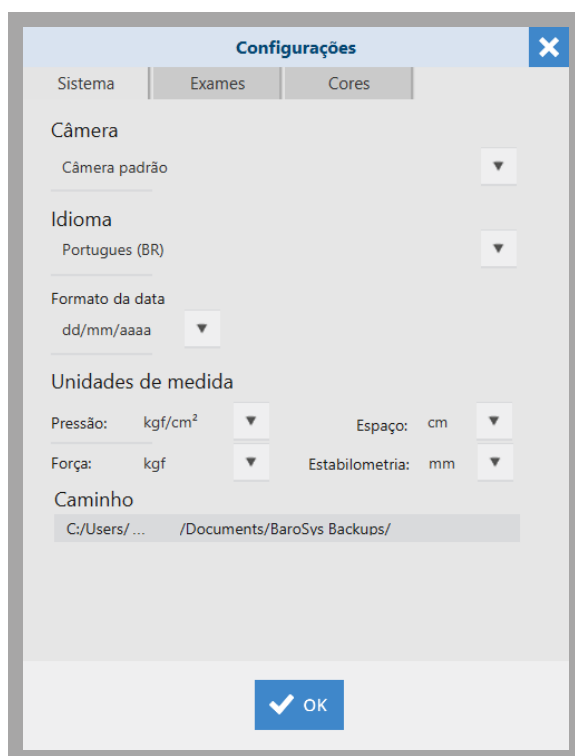 Configurações
Sistema Exames Cores
Câmera
Câmera padrão
Idioma
Portugues (BR)
Formato da data
dd/mm/aaaa
Unidades de medida
Pressão: kgf/cm² Espaço: cm
Força: kgf Estabilometria: mm
Caminho
C:/Users/ ... /Documents/BaroSys Backups/
OK